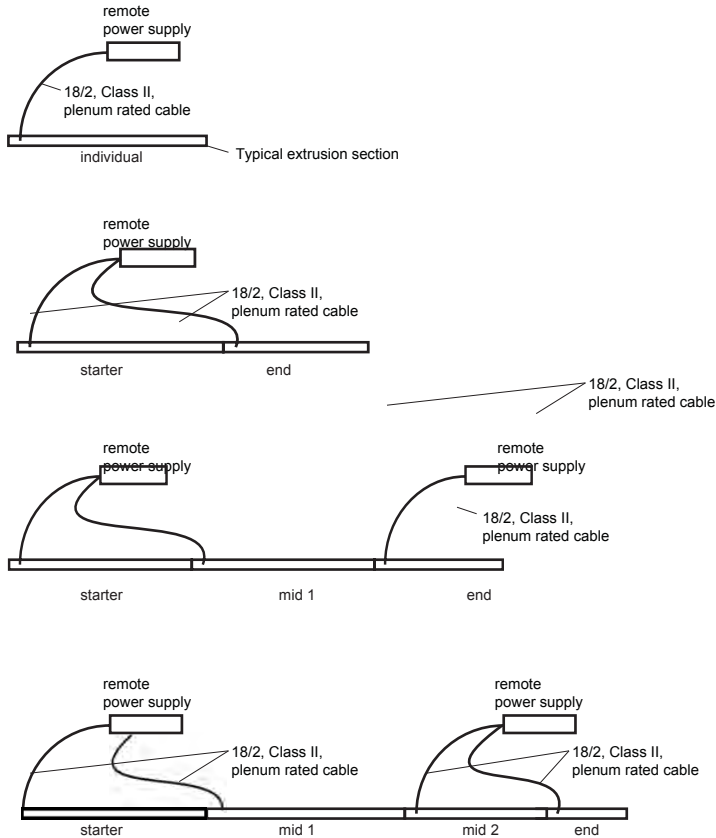 remote
power supply
18/2, Class II,
plenum rated cable
individual
Typical extrusion section
remote
power supply
18/2, Class II,
plenum rated cable
starter
end
18/2, Class II,
plenum rated cable
remote
power supply
remote
power supply
18/2, Class II,
plenum rated cable
starter
mid 1
end
remote
power supply
remote
power supply
18/2, Class II,
plenum rated cable
18/2, Class II,
plenum rated cable
starter
mid 1
mid 2
end